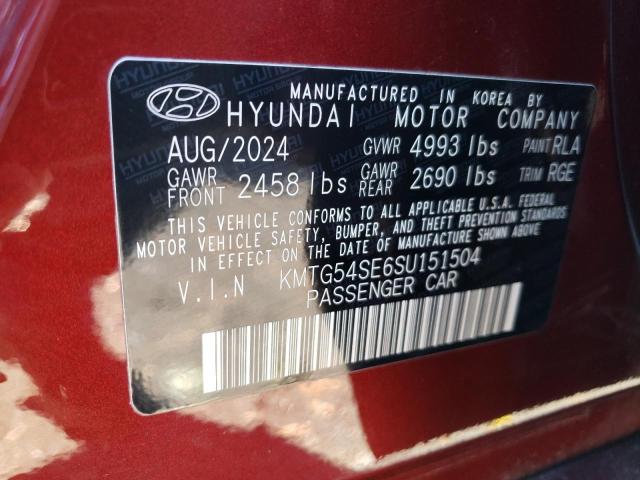 MANUFACTURED IN KOREA BY
HYUNDAI MOTOR COMPANY
AUG/2024 GVWR 4993 lbs PAINT RLA
GAWR FRONT 2458 lbs GAWR REAR 2690 lbs TRIM RGE
THIS VEHICLE CONFORMS TO ALL APPLICABLE U.S.A. FEDERAL
MOTOR VEHICLE SAFETY, BUMPER, AND THEFT PREVENTION STANDARDS
IN EFFECT ON THE DATE OF MANUFACTURE SHOWN ABOVE.
V.I.N KMTG54SE6SU151504
PASSENGER CAR